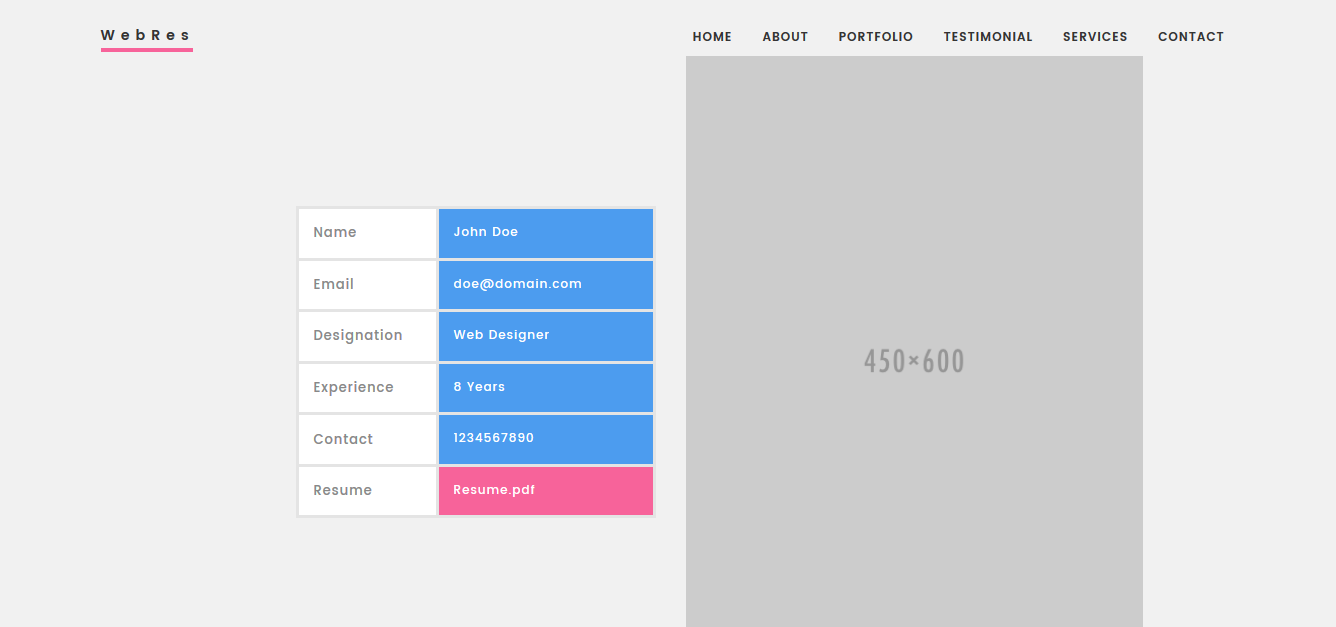 WebRes
HOME ABOUT PORTFOLIO TESTIMONIAL SERVICES CONTACT
Name John Doe
Email doe@domain.com
Designation Web Designer
Experience 8 Years
Contact 1234567890
Resume Resume.pdf
450×600